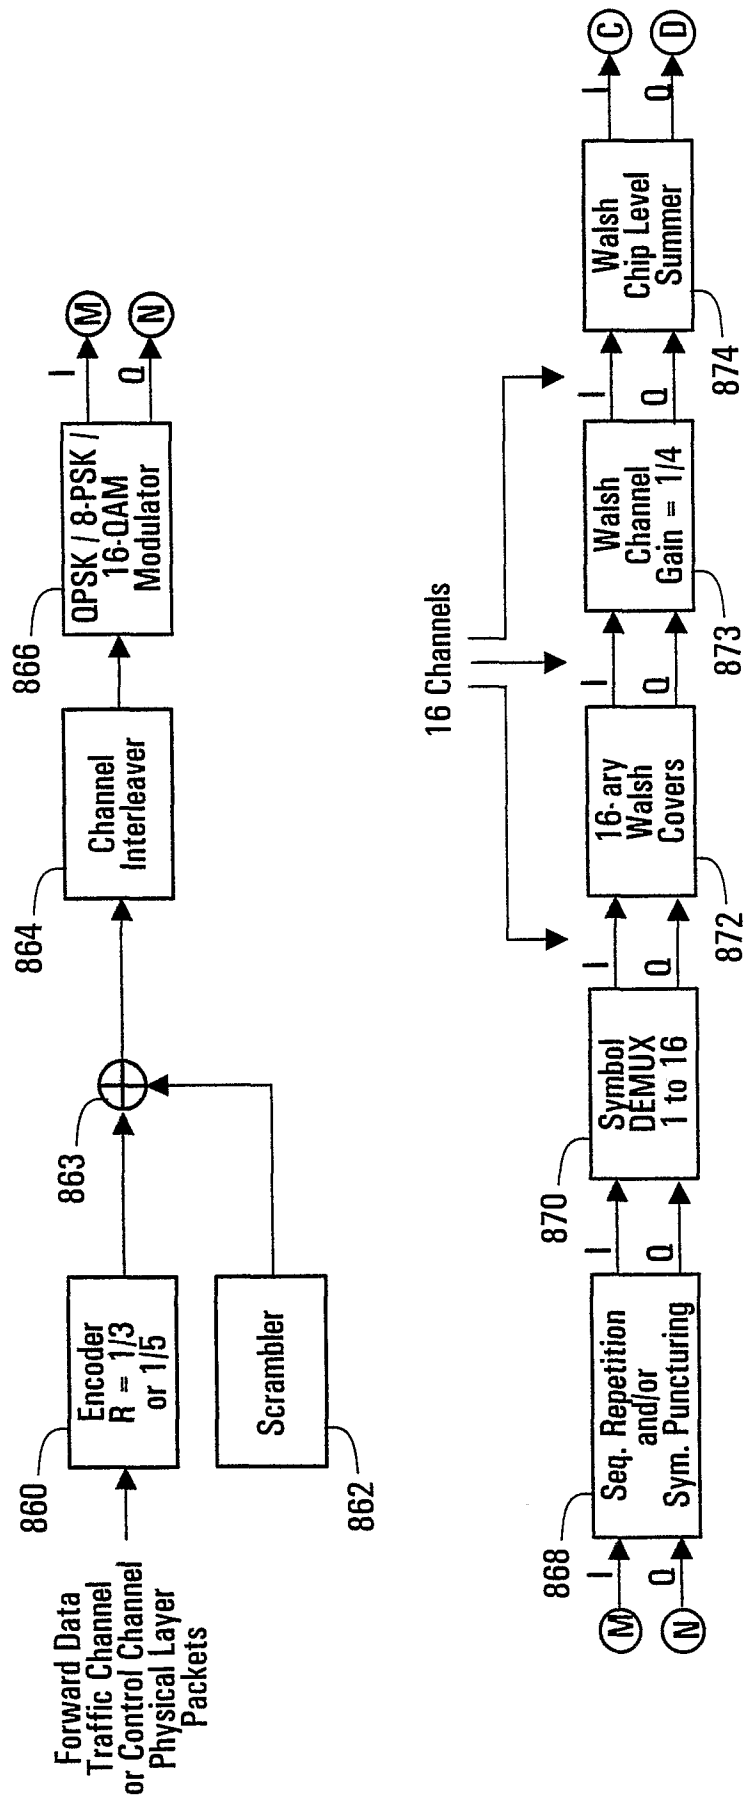 Forward Data
Traffic Channel
or Control Channel
Physical Layer
Packets
860
Encoder
R = 1/3
or 1/5
862
Scrambler
863
864
Channel
Interleaver
866
QPSK / 8-PSK /
16-QAM
Modulator
I
Q
M
N
M
N
I
Q
868
Seq. Repetition
and/or
Sym. Puncturing
I
Q
870
Symbol
DEMUX
1 to 16
I
Q
16 Channels
872
16-ary
Walsh
Covers
I
Q
873
Walsh
Channel
Gain = 1/4
I
Q
874
Walsh
Chip Level
Summer
I
Q
C
D